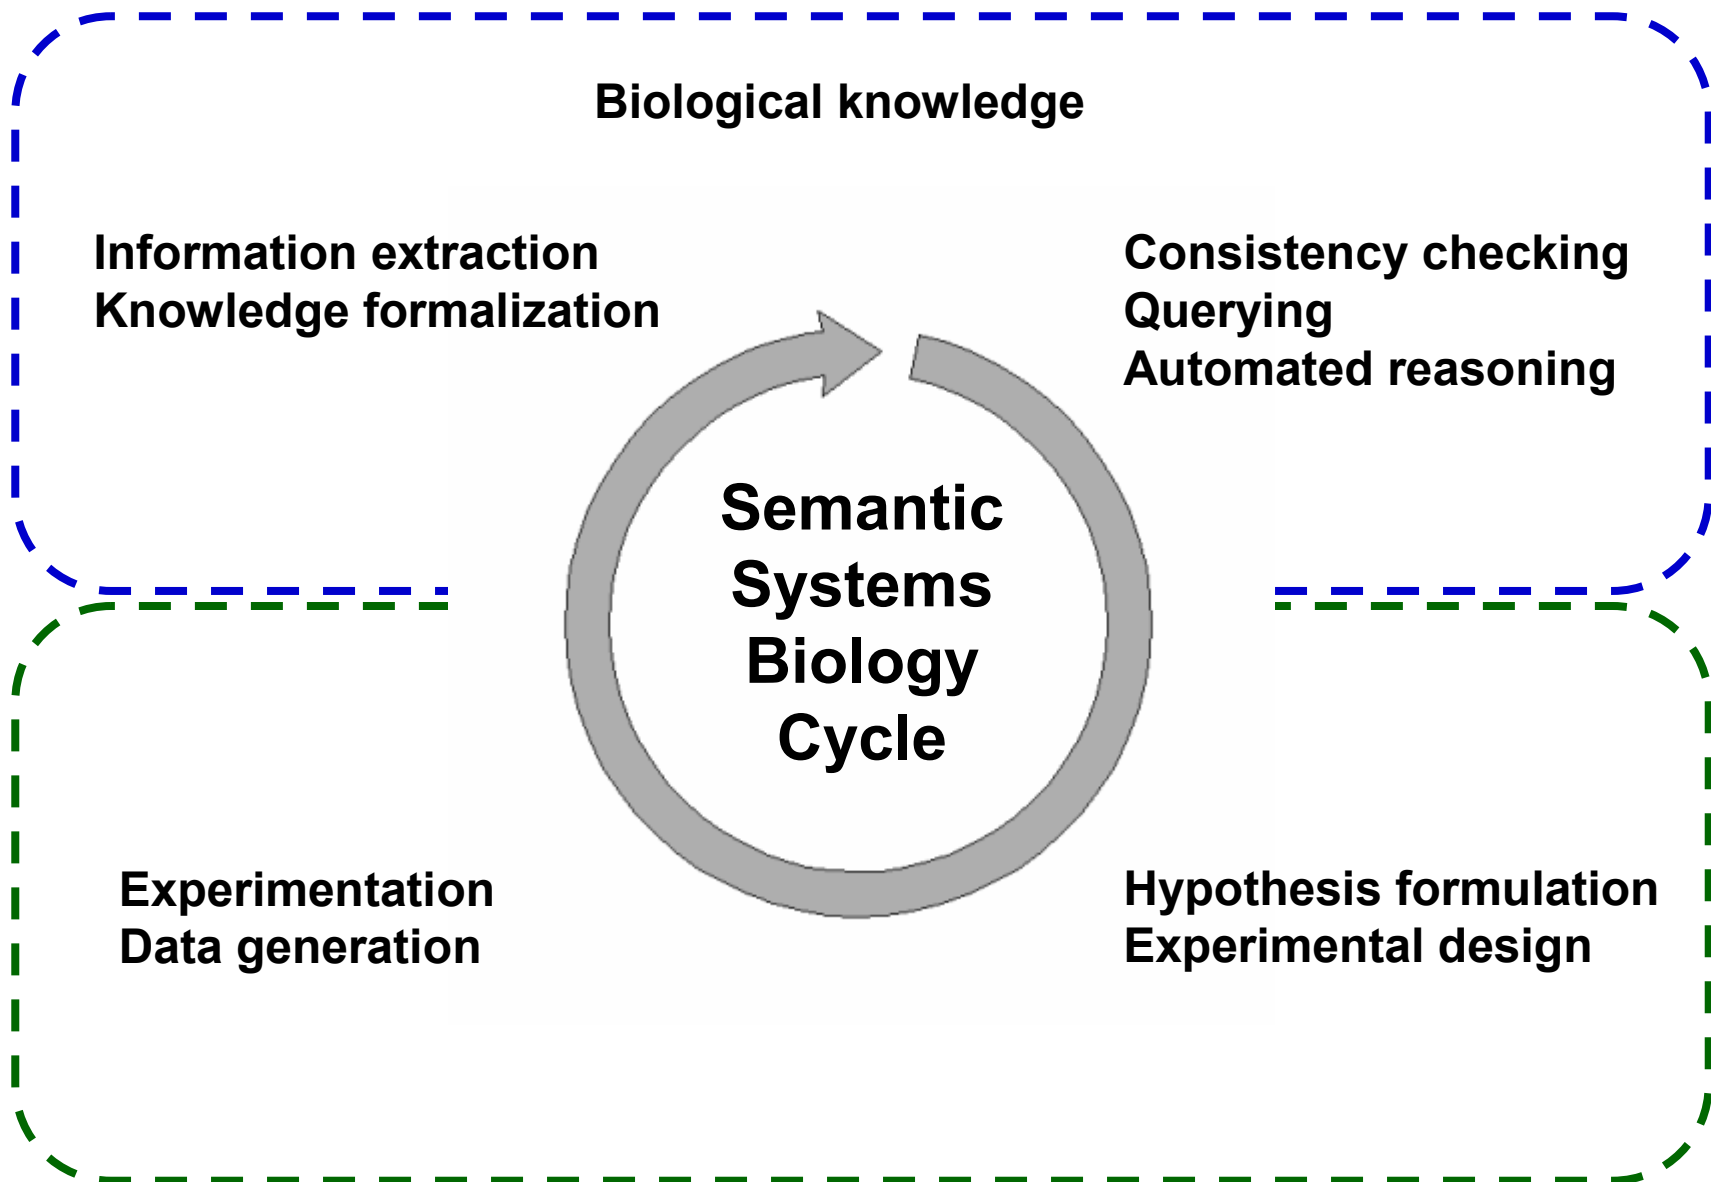 Biological knowledge
Information extraction
Knowledge formalization
Consistency checking
Querying
Automated reasoning
Semantic
Systems
Biology
Cycle
Experimentation
Data generation
Hypothesis formulation
Experimental design